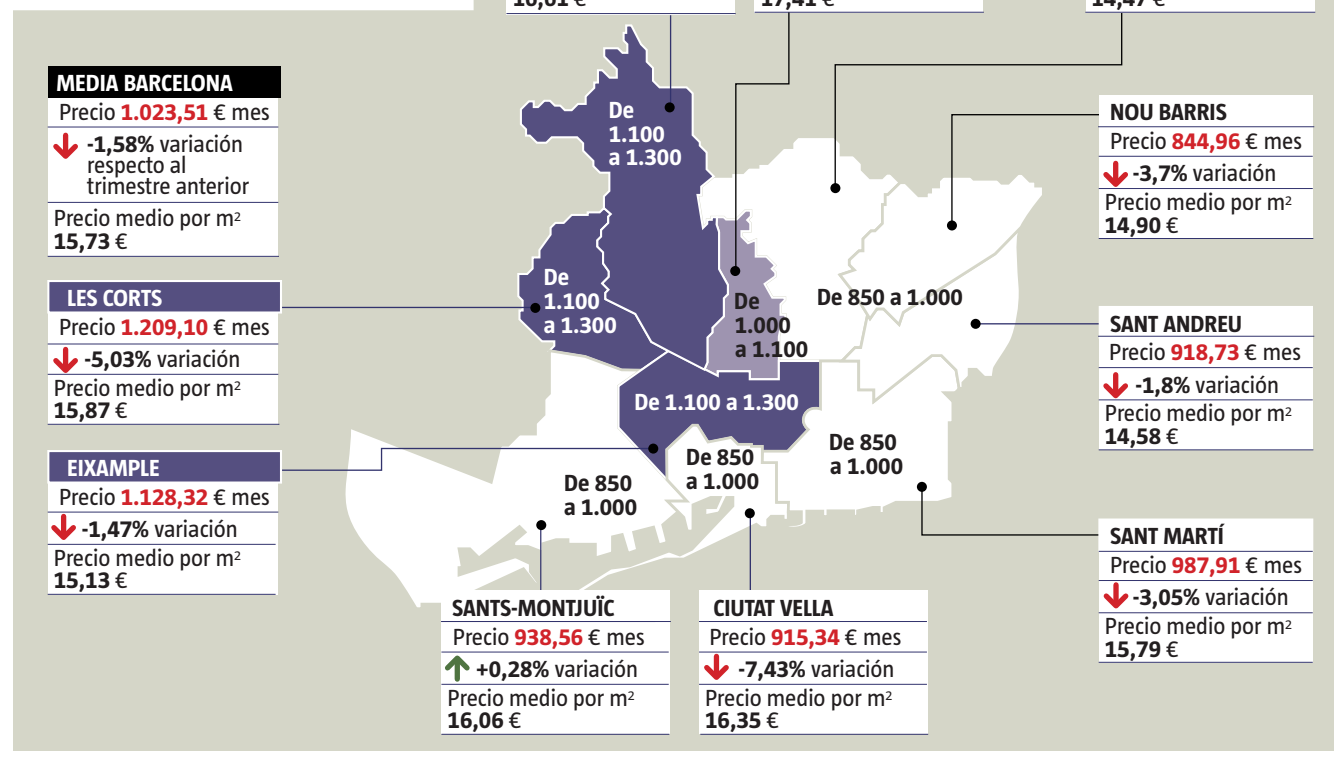 16,61 €
17,41 €
14,47 €
MEDIA BARCELONA
Precio 1.023,51 € mes
-1,58% variación
respecto al
trimestre anterior
Precio medio por m²
15,73 €
LES CORTS
Precio 1.209,10 € mes
-5,03% variación
Precio medio por m²
15,87 €
EIXAMPLE
Precio 1.128,32 € mes
-1,47% variación
Precio medio por m²
15,13 €
De
1.100
a 1.300
De
1.100
a 1.300
De
1.000
a 1.100
De 850 a 1.000
De 1.100 a 1.300
De 850
a 1.000
De 850
a 1.000
De 850
a 1.000
NOU BARRIS
Precio 844,96 € mes
-3,7% variación
Precio medio por m²
14,90 €
SANT ANDREU
Precio 918,73 € mes
-1,8% variación
Precio medio por m²
14,58 €
SANT MARTÍ
Precio 987,91 € mes
-3,05% variación
Precio medio por m²
15,79 €
SANTS-MONTJUÏC
Precio 938,56 € mes
+0,28% variación
Precio medio por m²
16,06 €
CIUTAT VELLA
Precio 915,34 € mes
-7,43% variación
Precio medio por m²
16,35 €